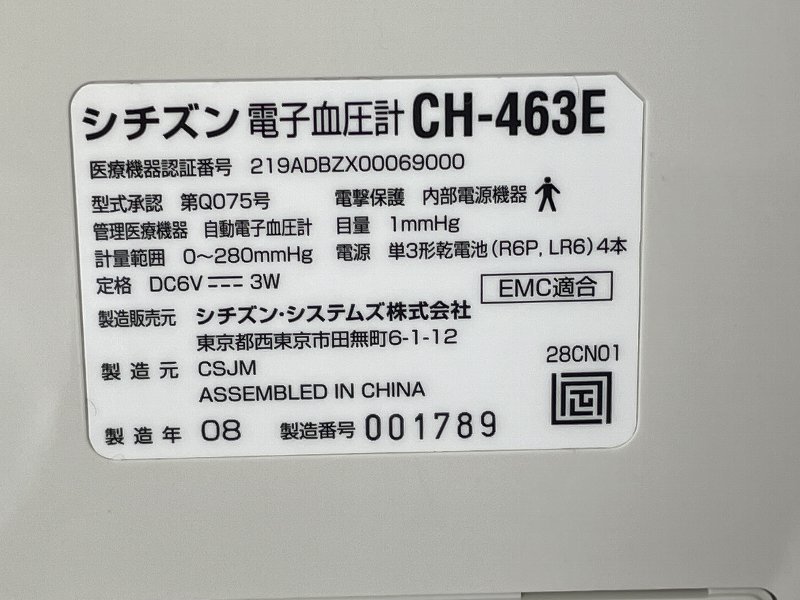 シチズン 電子血圧計 CH-463E
医療機器認証番号 219ADBZX00069000
型式承認 第Q075号 電撃保護 内部電源機器
管理医療機器 自動電子血圧計 目量 1mmHg
計量範囲 0～280mmHg 電源 単3形乾電池(R6P, LR6)4本
定格 DC6V 3W EMC適合
製造販売元 シチズン・システムズ株式会社
東京都西東京市田無町6-1-12
製造元 CSJM 28CN01
ASSEMBLED IN CHINA
製造年 08 製造番号 001789